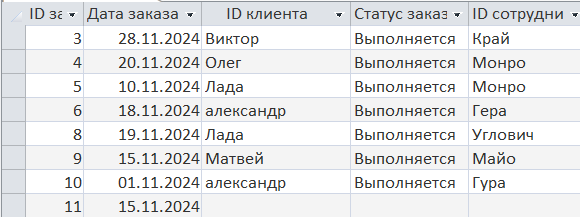 ID за Дата заказа ID клиента Статус заказ ID сотрудни
3 28.11.2024 Виктор Выполняется Край
4 20.11.2024 Олег Выполняется Монро
5 10.11.2024 Лада Выполняется Монро
6 18.11.2024 александр Выполняется Гера
8 19.11.2024 Лада Выполняется Углович
9 15.11.2024 Матвей Выполняется Майо
10 01.11.2024 александр Выполняется Гура
11 15.11.2024